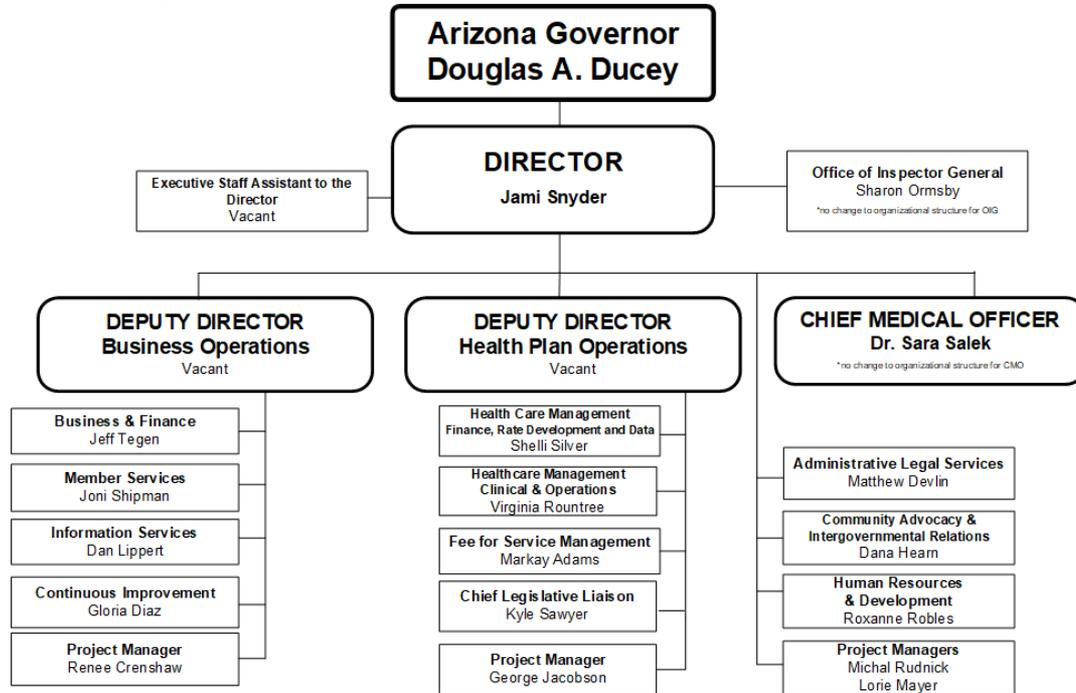 Arizona Governor
Douglas A. Ducey
DIRECTOR
Jami Snyder
Executive Staff Assistant to the
Director
Vacant
Office of Inspector General
Sharon Ormsby
*no change to organizational structure for OIG
DEPUTY DIRECTOR
Business Operations
Vacant
DEPUTY DIRECTOR
Health Plan Operations
Vacant
CHIEF MEDICAL OFFICER
Dr. Sara Salek
*no change to organizational structure for CMO
Business & Finance
Jeff Tegen
Member Services
Joni Shipman
Information Services
Dan Lippert
Continuous Improvement
Gloria Diaz
Project Manager
Renee Crenshaw
Health Care Management
Finance, Rate Development and Data
Shelli Silver
Healthcare Management
Clinical & Operations
Virginia Rountree
Fee for Service Management
Markay Adams
Chief Legislative Liaison
Kyle Sawyer
Project Manager
George Jacobson
Administrative Legal Services
Matthew Devlin
Community Advocacy &
Intergovernmental Relations
Dana Hearn
Human Resources
& Development
Roxanne Robles
Project Managers
Michal Rudnick
Lorie Mayer